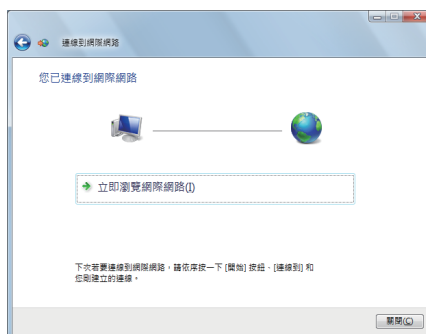 連線到網際網路
您已連線到網際網路
立即瀏覽網際網路(I)
下次若要連線到網際網路，請依序按一下 [開始] 按鈕、[連線到] 和
您剛建立的連線。
關閉(C)